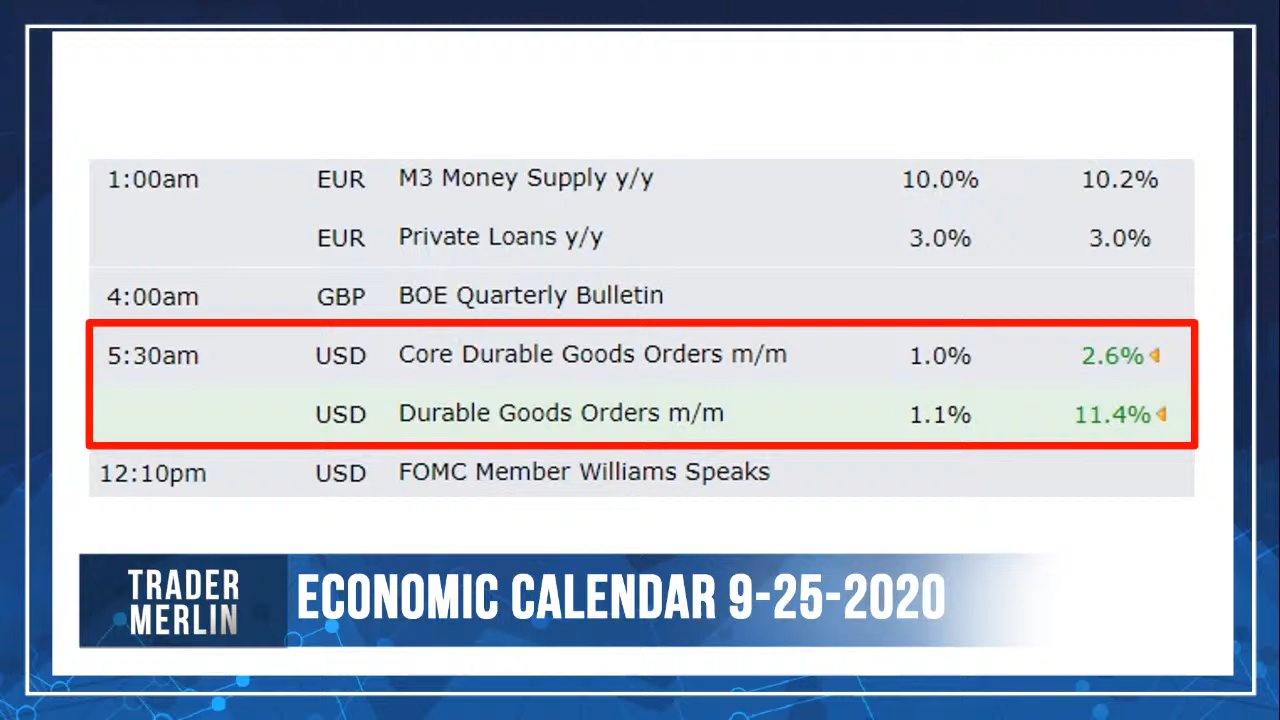 1:00am EUR M3 Money Supply y/y 10.0% 10.2%
EUR Private Loans y/y 3.0% 3.0%
4:00am GBP BOE Quarterly Bulletin
5:30am USD Core Durable Goods Orders m/m 1.0% 2.6%
USD Durable Goods Orders m/m 1.1% 11.4%
12:10pm USD FOMC Member Williams Speaks
TRADER
MERLIN
ECONOMIC CALENDAR 9-25-2020